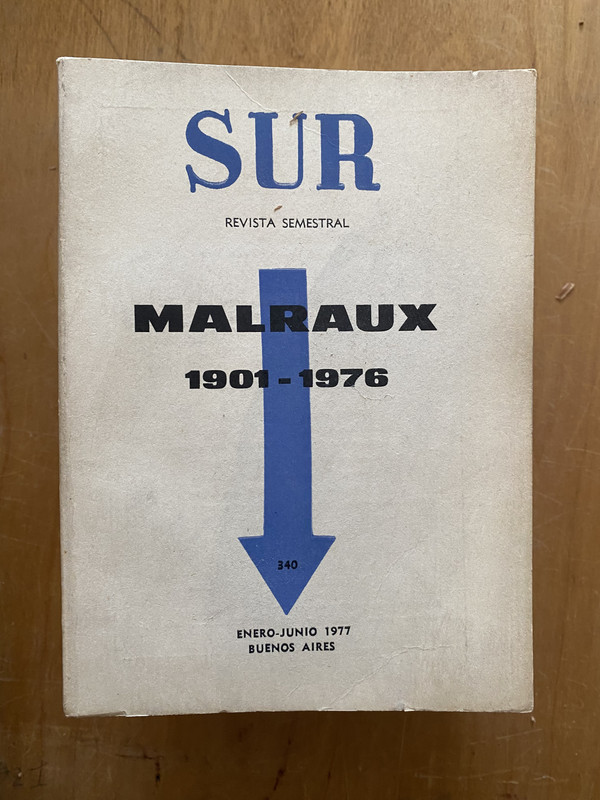 SUR
REVISTA SEMESTRAL
MALRAUX
1901 - 1976
340
ENERO-JUNIO 1977
BUENOS AIRES